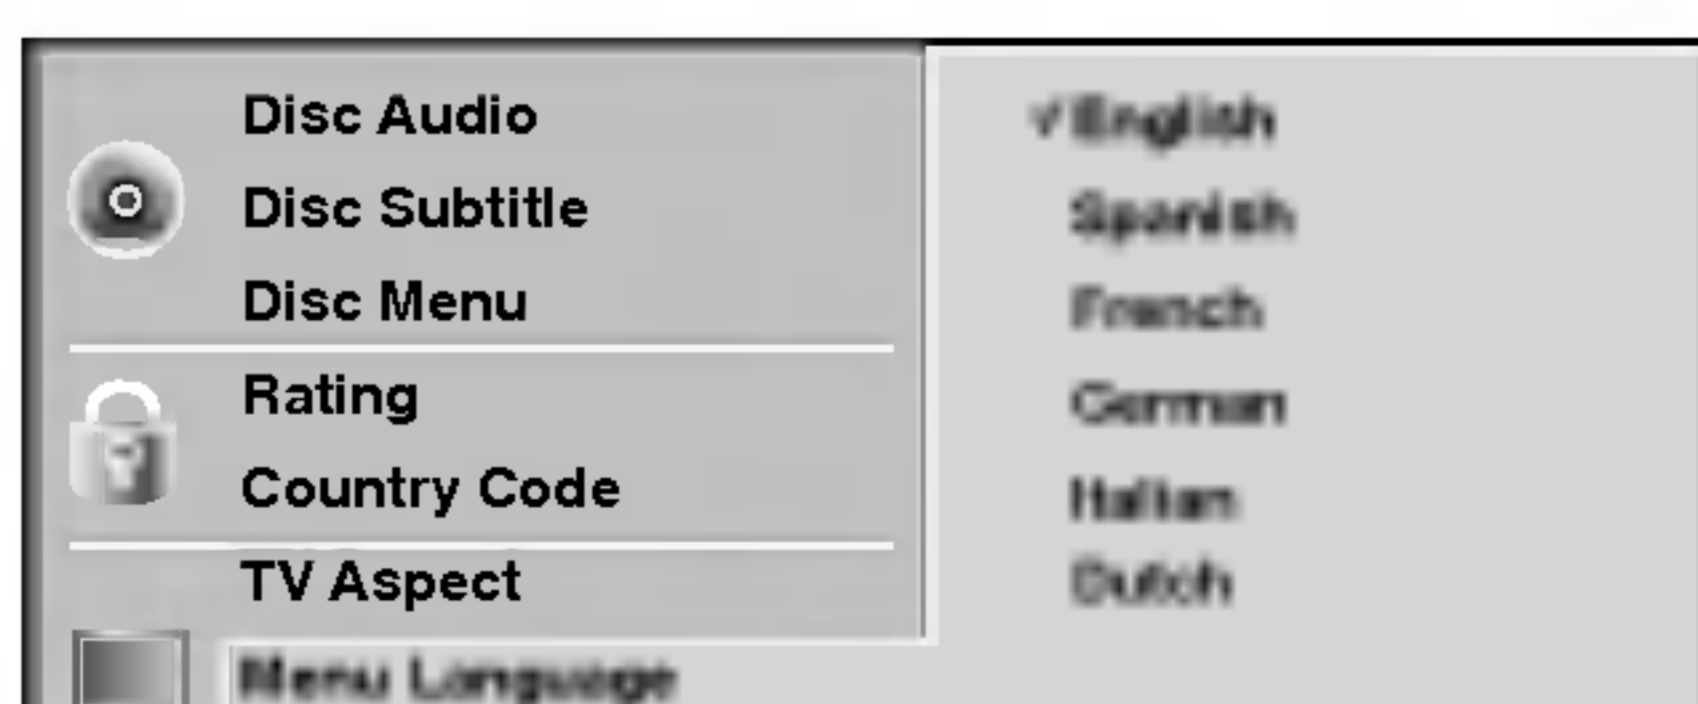 Disc Audio
Disc Subtitle
Disc Menu
Rating
Country Code
TV Aspect
Menu Language
✓English
Spanish
French
German
Italian
Dutch